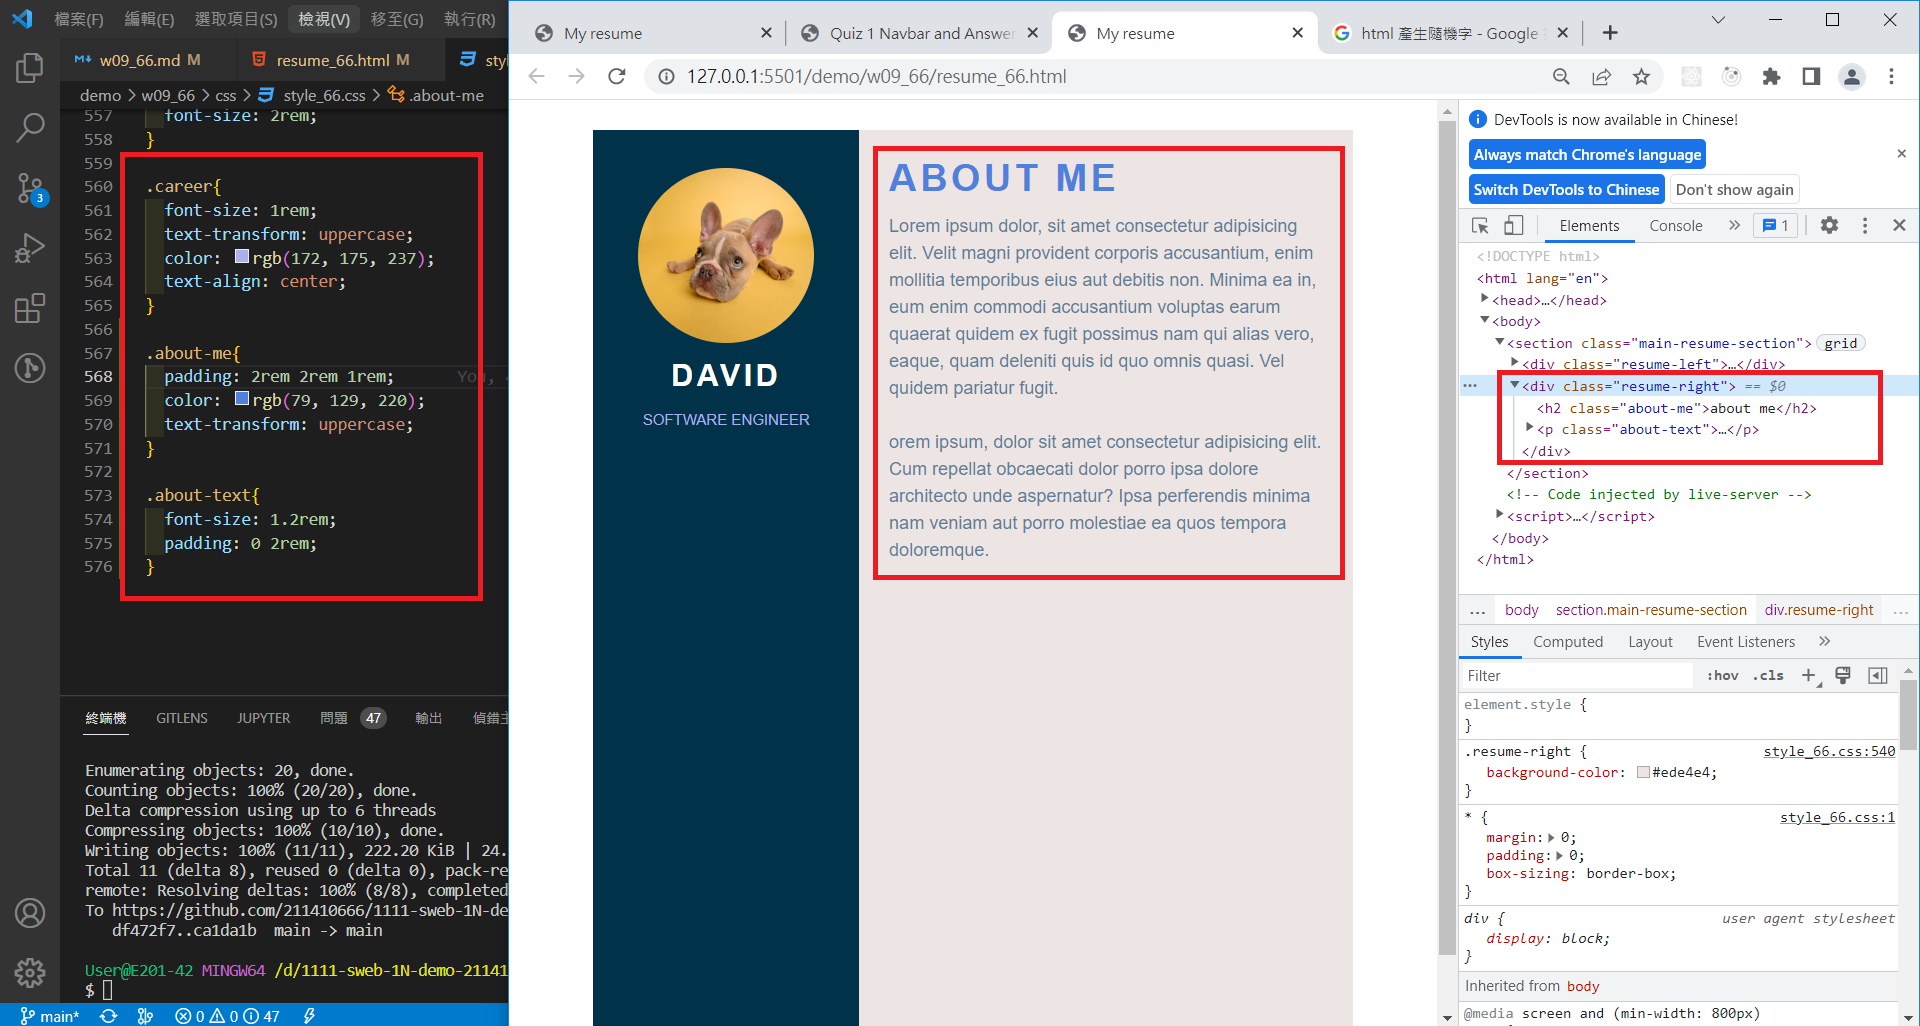 檔案(F) 編輯(E) 選取項目(S) 檢視(V) 移至(G) 執行(R)
w09_66.md M
resume_66.html M
demo > w09_66 > css > style_66.css > .about-me
557 font-size: 2rem;
558 }
559
560 .career{
561 font-size: 1rem;
562 text-transform: uppercase;
563 color: rgb(172, 175, 237);
564 text-align: center;
565 }
566
567 .about-me{
568 padding: 2rem 2rem 1rem; You,
569 color: rgb(79, 129, 220);
570 text-transform: uppercase;
571 }
572
573 .about-text{
574 font-size: 1.2rem;
575 padding: 0 2rem;
576 }
3
終端機 GITLENS JUPYTER 問題 47 輸出
Enumerating objects: 20, done.
Counting objects: 100% (20/20), done.
Delta compression using up to 6 threads
Compressing objects: 100% (10/10), done.
Writing objects: 100% (11/11), 222.20 KiB | 24.
Total 11 (delta 8), reused 0 (delta 0), pack-re
remote: Resolving deltas: 100% (8/8), completed
To https://github.com/211410666/1111-sweb-1N-de
df472f7..ca1da1b main -> main
User@E201-42 MINGW64 /d/1111-sweb-1N-demo-21141
$
main* 0 0 47
My resume
Quiz 1 Navbar and Answer
My resume
html 產生隨機字 - Google
127.0.0.1:5501/demo/w09_66/resume_66.html
DAVID
SOFTWARE ENGINEER
ABOUT ME
Lorem ipsum dolor, sit amet consectetur adipisicing
elit. Velit magni provident corporis accusantium, enim
mollitia temporibus eius aut debitis non. Minima ea in,
eum enim commodi accusantium voluptas earum
quaerat quidem ex fugit possimus nam qui alias vero,
eaque, quam deleniti quis id quo omnis quasi. Vel
quidem pariatur fugit.
orem ipsum, dolor sit amet consectetur adipisicing elit.
Cum repellat obcaecati dolor porro ipsa dolore
architecto unde aspernatur? Ipsa perferendis minima
nam veniam aut porro molestiae ea quos tempora
doloremque.
DevTools is now available in Chinese!
Always match Chrome's language
Switch DevTools to Chinese Don't show again
Elements Console » 1
<!DOCTYPE html>
<html lang="en">
<head>…</head>
<body>
<section class="main-resume-section"> grid
<div class="resume-left">…</div>
<div class="resume-right"> == $0
<h2 class="about-me">about me</h2>
<p class="about-text">…</p>
</div>
</section>
<!-- Code injected by live-server -->
<script>…</script>
</body>
</html>
... body section.main-resume-section div.resume-right ...
Styles Computed Layout Event Listeners »
Filter :hov .cls
element.style {
}
.resume-right { style_66.css:540
background-color: #ede4e4;
}
* { style_66.css:1
margin: 0;
padding: 0;
box-sizing: border-box;
}
div { user agent stylesheet
display: block;
}
Inherited from body
@media screen and (min-width: 800px)